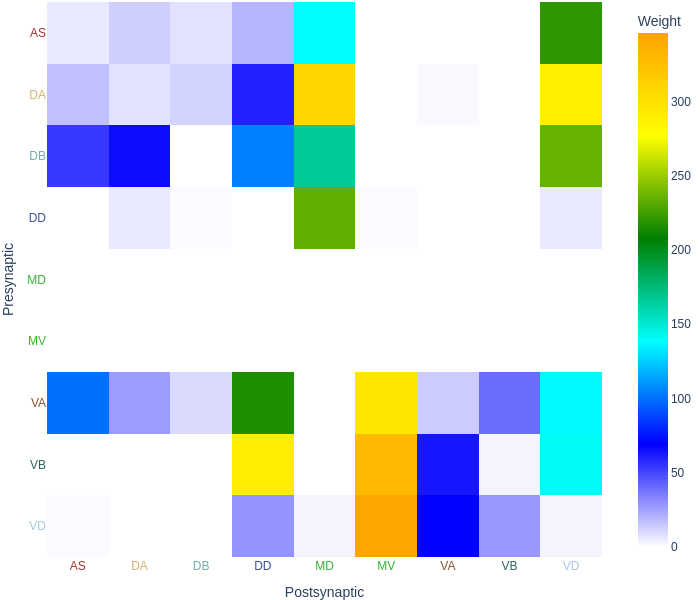 Weight
AS
DA
DB
DD
MD
MV
VA
VB
VD
Presynaptic
300
250
200
150
100
50
0
AS DA DB DD MD MV VA VB VD
Postsynaptic